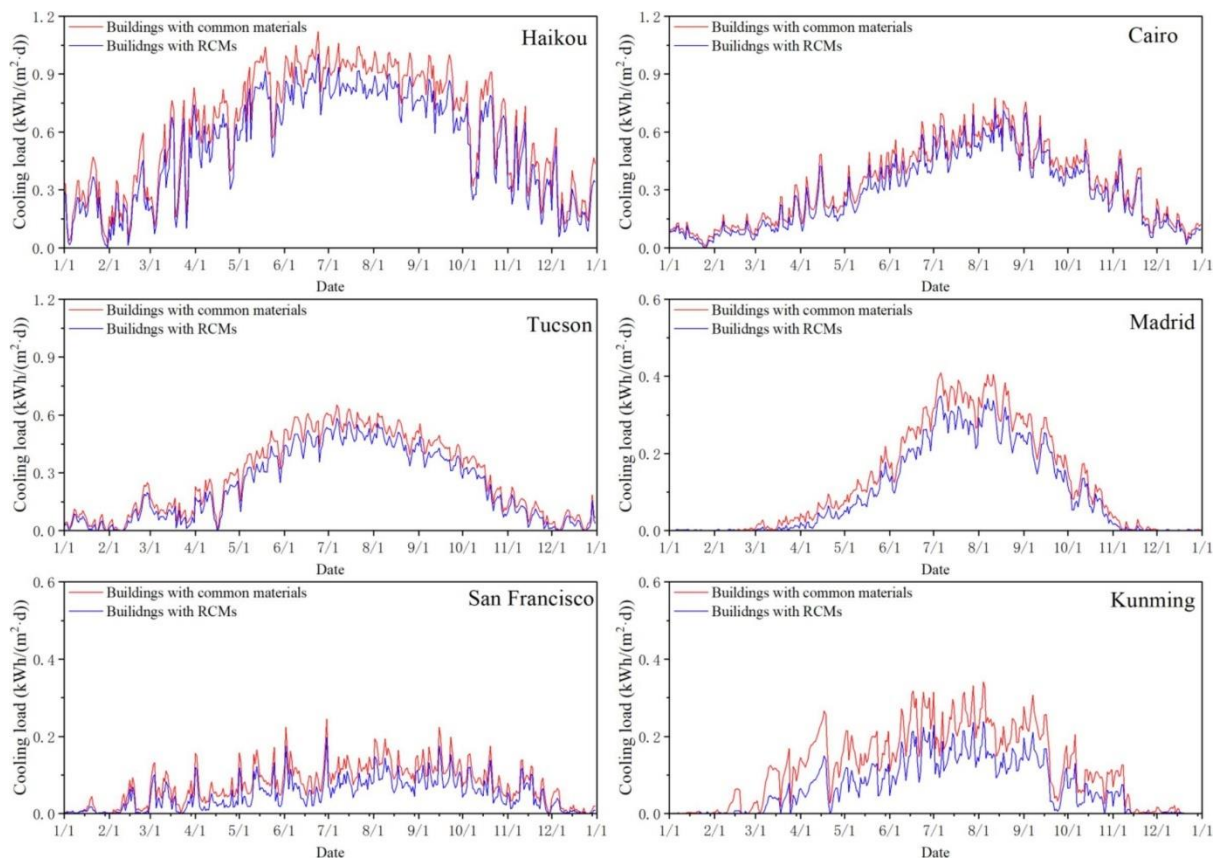 Cooling load (kWh/(m²·d))
1.2
0.9
0.6
0.3
0.0
Buildings with common materials
Builidngs with RCMs
Haikou
1/1 2/1 3/1 4/1 5/1 6/1 7/1 8/1 9/1 10/1 11/1 12/1 1/1
Date
Cooling load (kWh/(m²·d))
1.2
0.9
0.6
0.3
0.0
Buildings with common materials
Builidngs with RCMs
Cairo
1/1 2/1 3/1 4/1 5/1 6/1 7/1 8/1 9/1 10/1 11/1 12/1 1/1
Date
Cooling load (kWh/(m²·d))
1.2
0.9
0.6
0.3
0.0
Buildings with common materials
Builidngs with RCMs
Tucson
1/1 2/1 3/1 4/1 5/1 6/1 7/1 8/1 9/1 10/1 11/1 12/1 1/1
Date
Cooling load (kWh/(m²·d))
0.6
0.4
0.2
0.0
Buildings with common materials
Builidngs with RCMs
Madrid
1/1 2/1 3/1 4/1 5/1 6/1 7/1 8/1 9/1 10/1 11/1 12/1 1/1
Date
Cooling load (kWh/(m²·d))
0.6
0.4
0.2
0.0
Buildings with common materials
Builidngs with RCMs
San Francisco
1/1 2/1 3/1 4/1 5/1 6/1 7/1 8/1 9/1 10/1 11/1 12/1 1/1
Date
Cooling load (kWh/(m²·d))
0.6
0.4
0.2
0.0
Buildings with common materials
Builidngs with RCMs
Kunming
1/1 2/1 3/1 4/1 5/1 6/1 7/1 8/1 9/1 10/1 11/1 12/1 1/1
Date